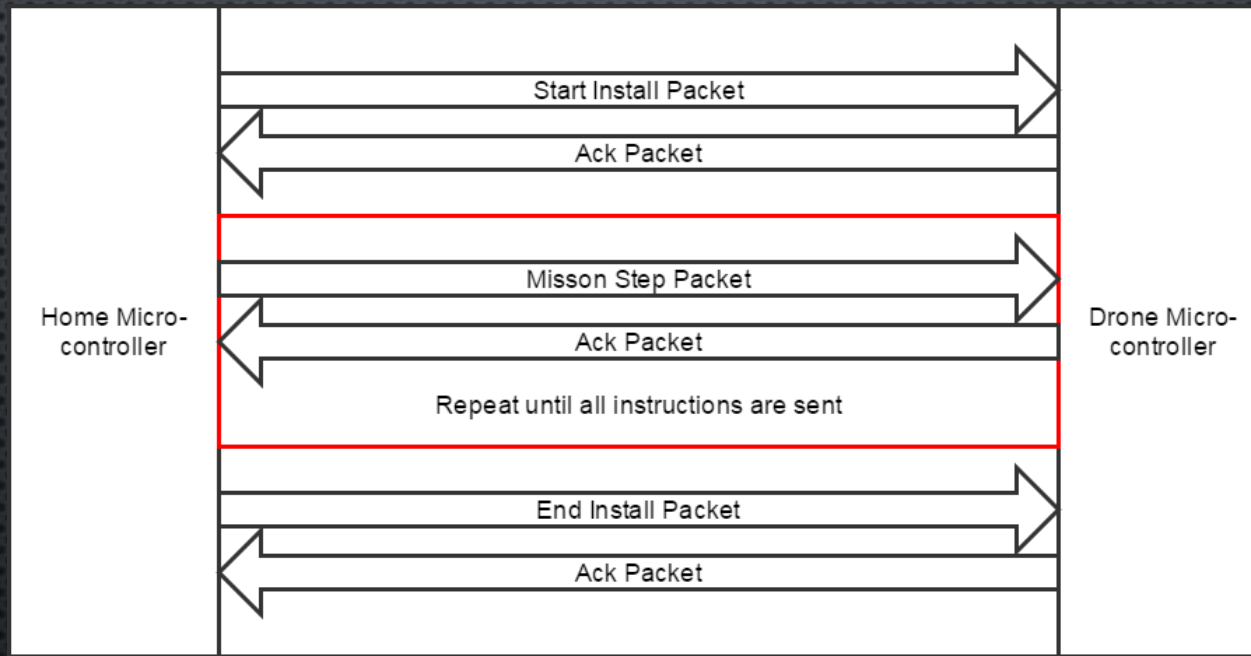 Start Install Packet
Ack Packet
Misson Step Packet
Home Micro-
controller
Drone Micro-
controller
Ack Packet
Repeat until all instructions are sent
End Install Packet
Ack Packet